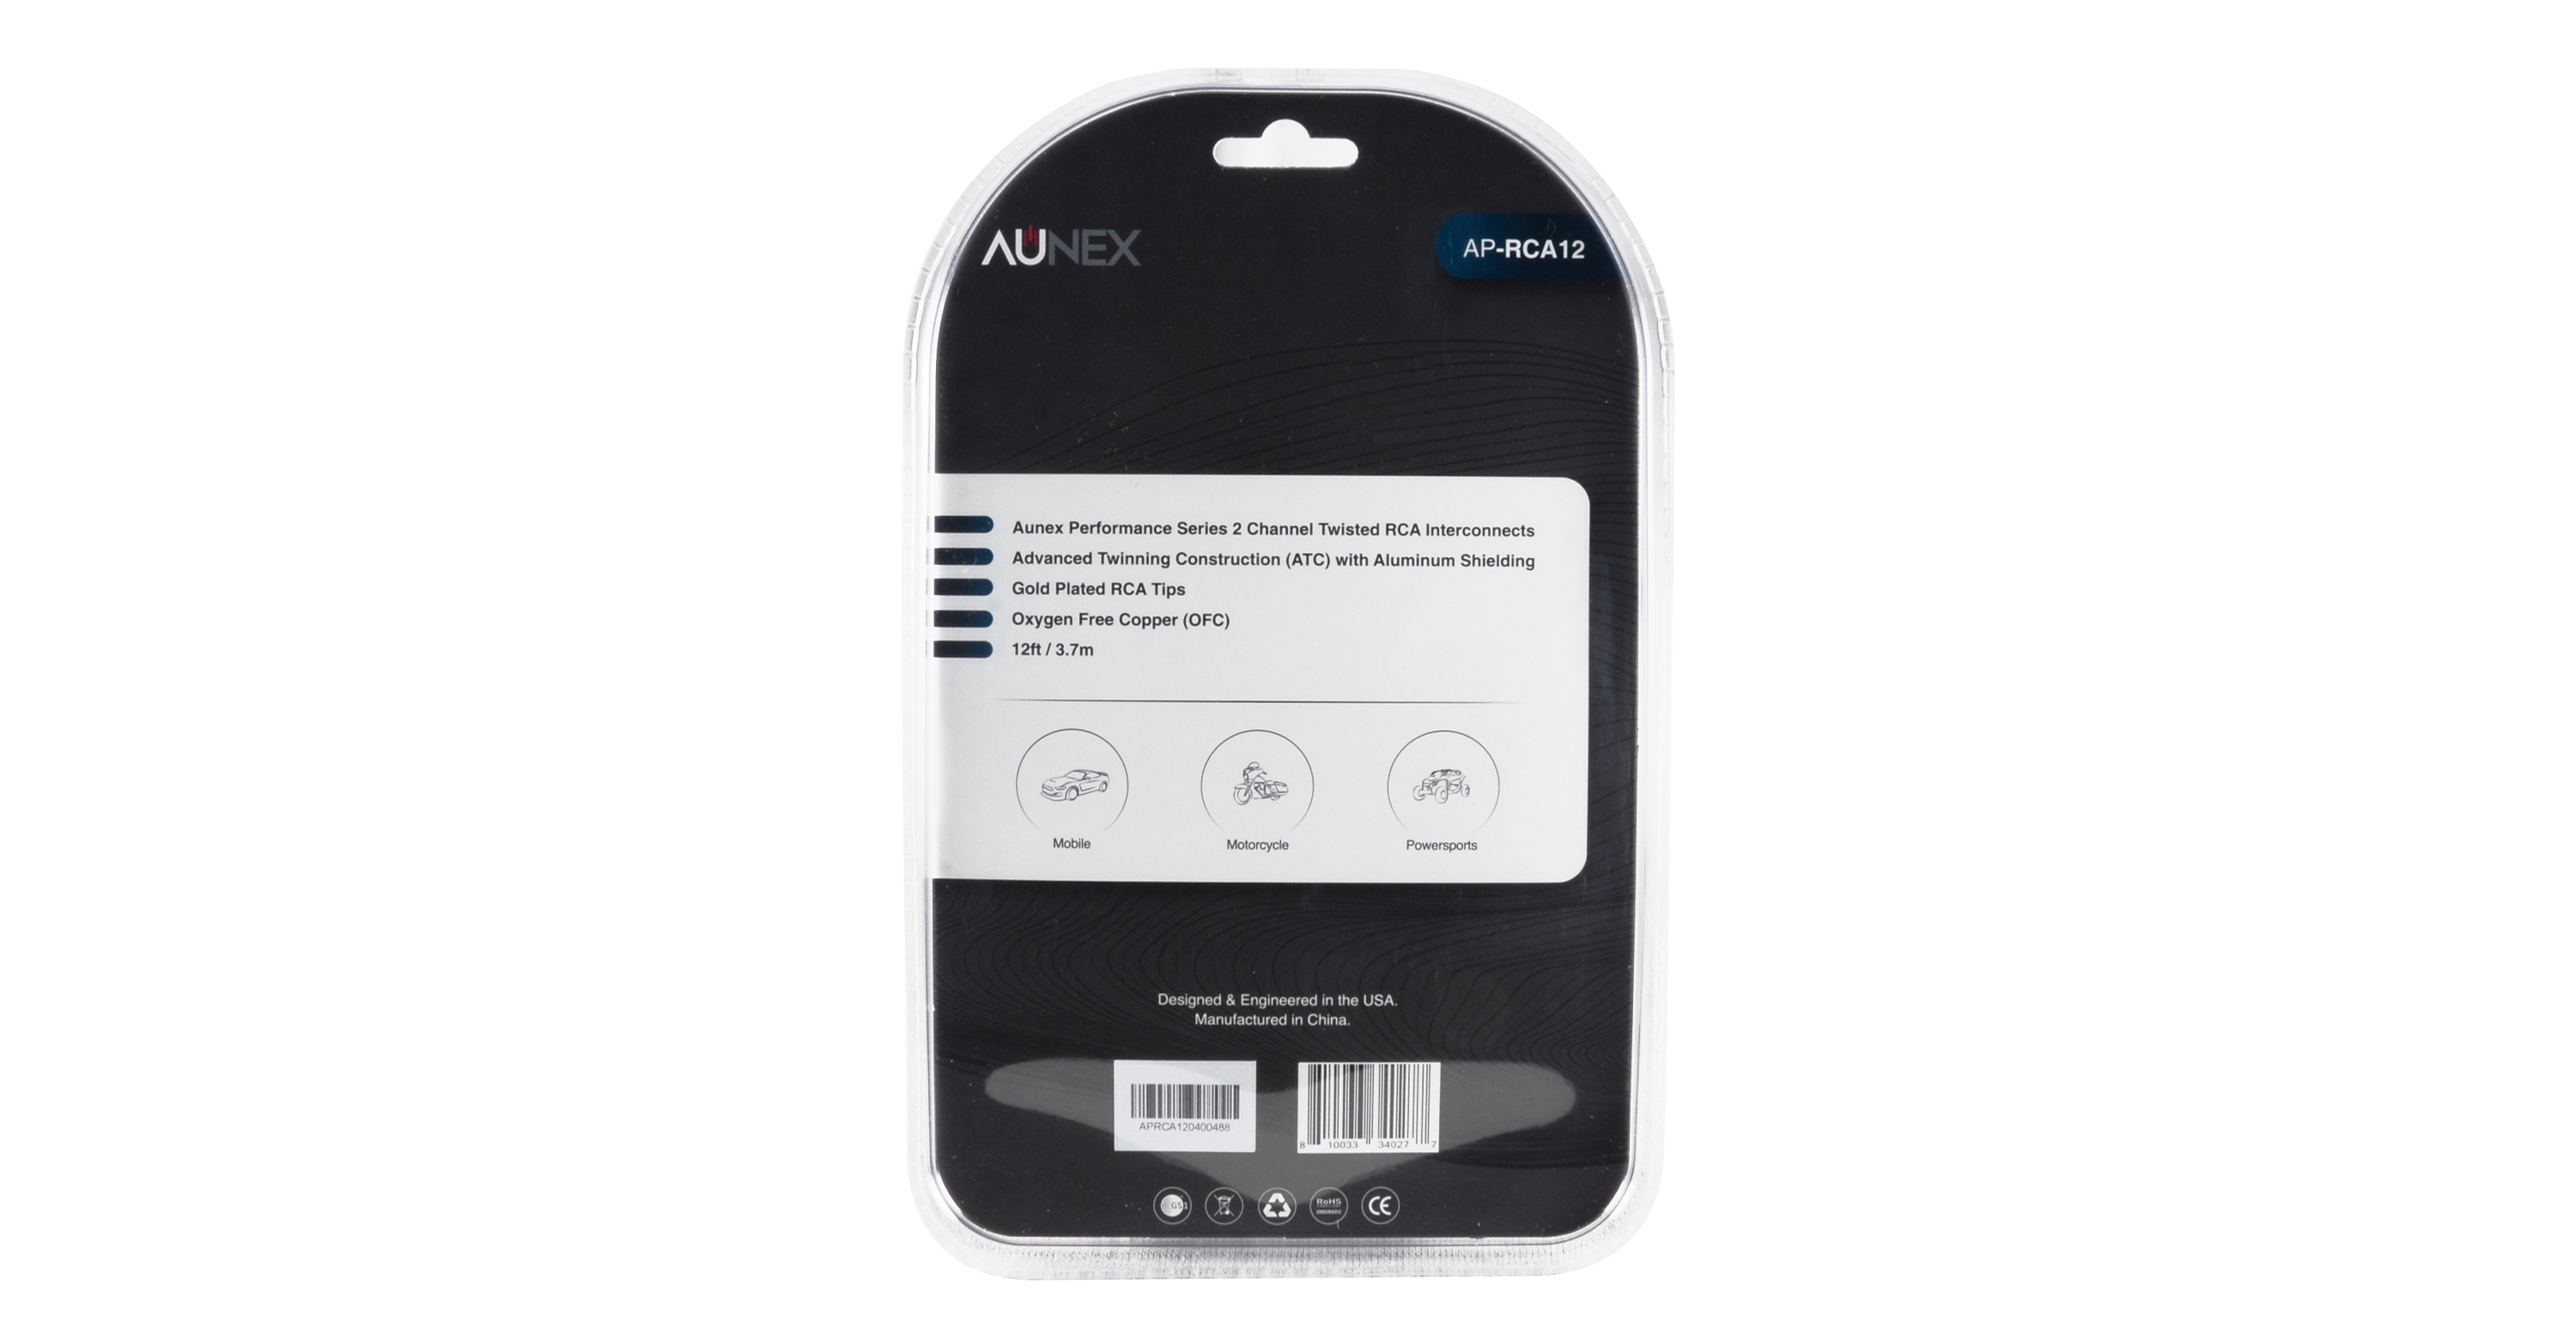 AUNEX
AP-RCA12
Aunex Performance Series 2 Channel Twisted RCA Interconnects
Advanced Twinning Construction (ATC) with Aluminum Shielding
Gold Plated RCA Tips
Oxygen Free Copper (OFC)
12ft / 3.7m
Mobile
Motorcycle
Powersports
Designed & Engineered in the USA.
Manufactured in China.
APRCA120400488
8 10033 34027 7
GS1
RoHS
CE